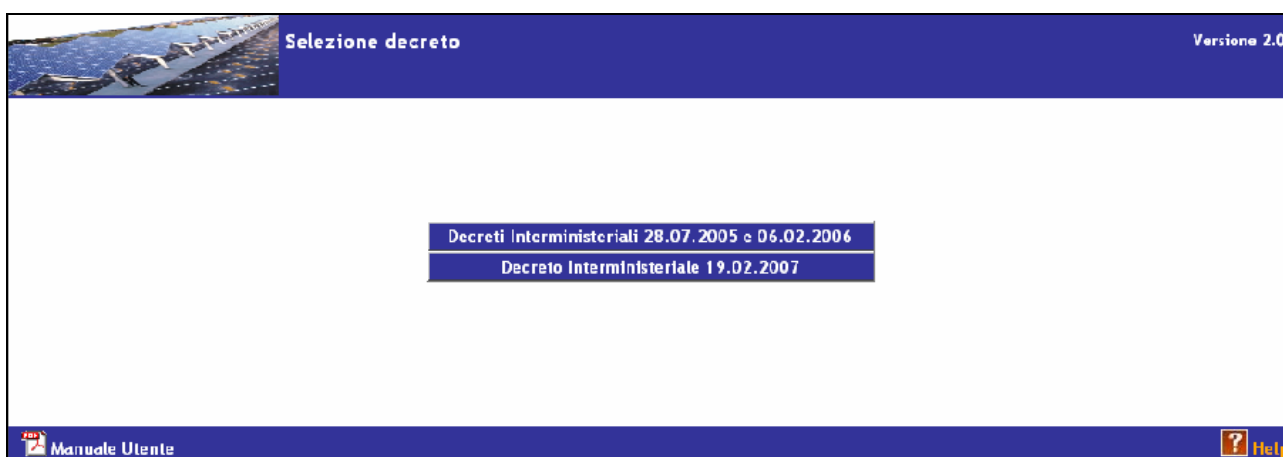 Selezione decreto
Versione 2.0
Decreti Interministeriali 28.07.2005 e 06.02.2006
Decreto Interministeriale 19.02.2007
Manuale Utente
Help